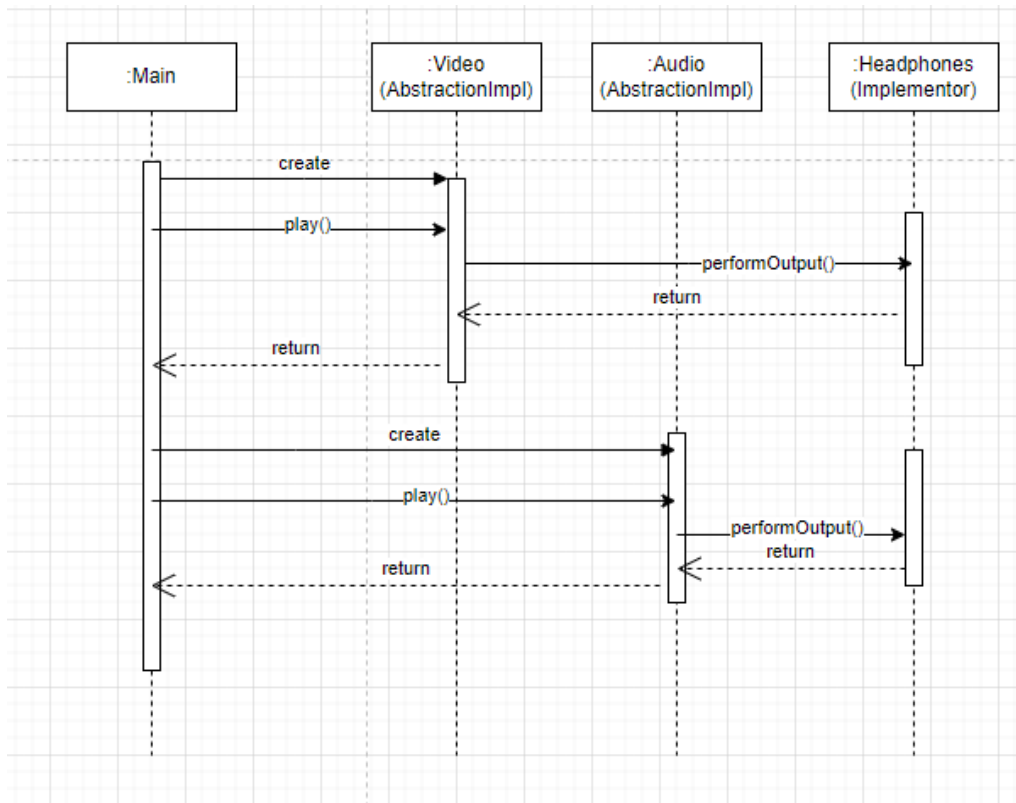 :Main
:Video
(AbstractionImpl)
:Audio
(AbstractionImpl)
:Headphones
(Implementor)
create
play()
performOutput()
return
return
create
play()
performOutput()
return
return